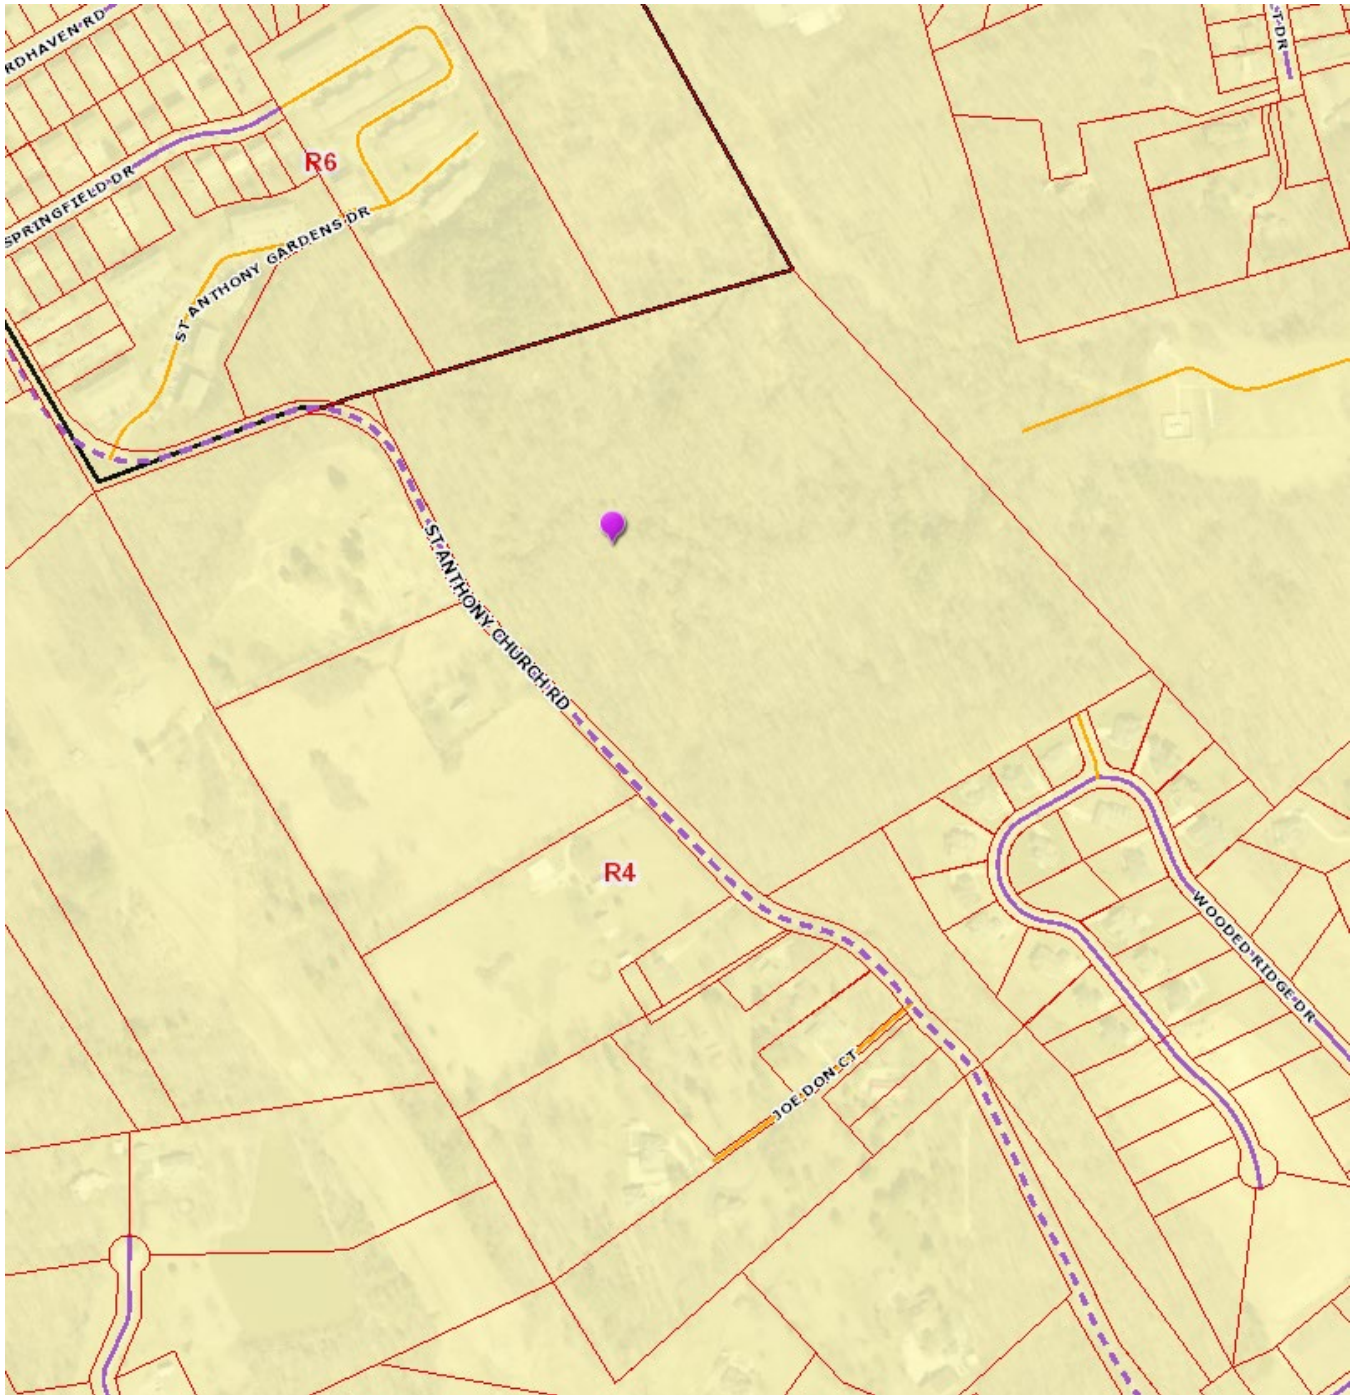 RDHAVEN RD
T DR
R6
SPRINGFIELD DR
ST ANTHONY GARDENS DR
ST ANTHONY CHURCH RD
R4
WOODED RIDGE DR
JOE DON CT